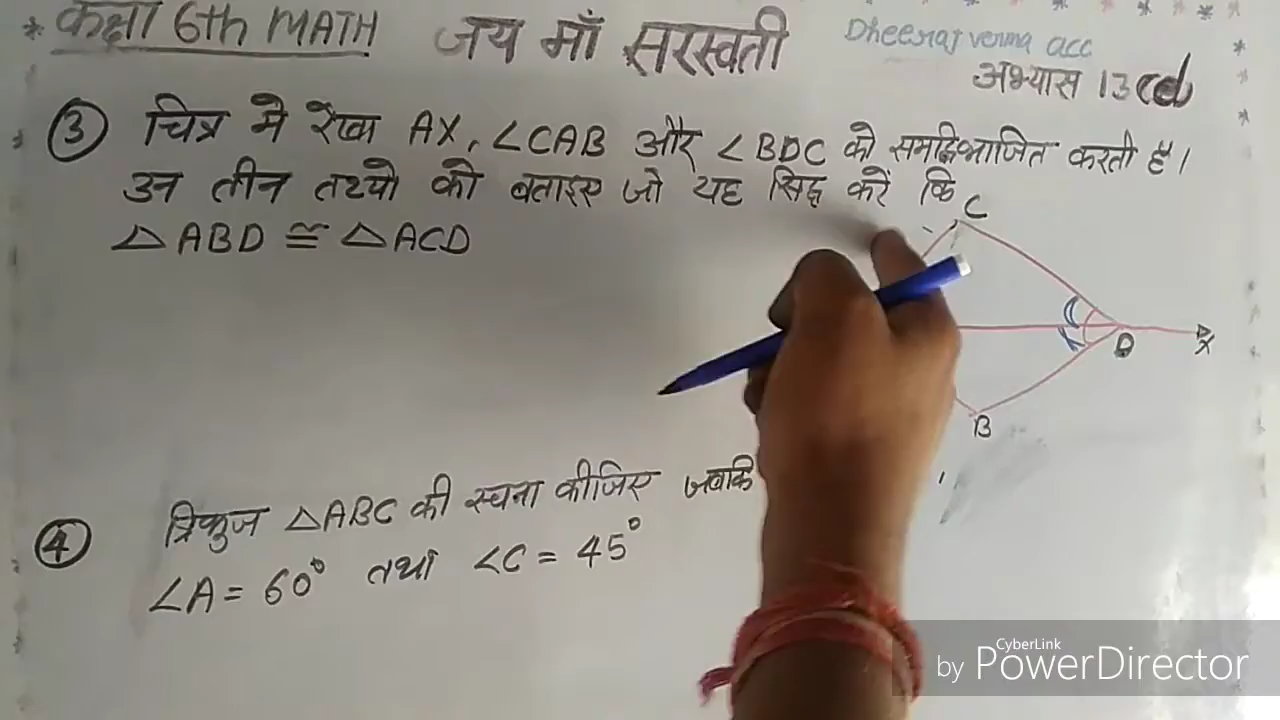 * कक्षा 6th MATH
जय माँ सरस्वती
Dheeraj verma acc
अभ्यास 13(d)
③ चित्र मे रेखा AX, ∠CAB और ∠BDC को समद्विभाजित करती है।
उन तीन तथ्यो को बताइए जो यह सिद्ध करें कि
△ABD ≅ △ACD
C
D
X
B
④ त्रिभुज △ABC की रचना कीजिए जबकि
∠A = 60° तथा ∠C = 45°
CyberLink
by PowerDirector